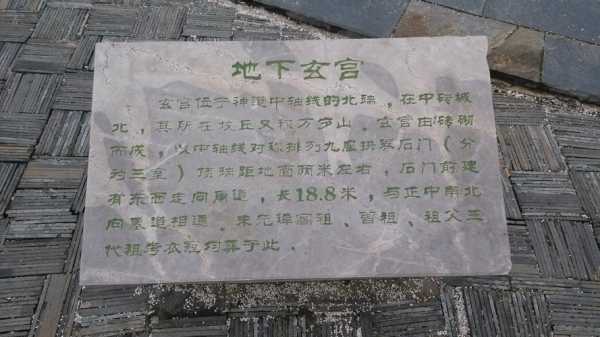 地下玄宫
玄宫位于神道中轴线的北端，在中砖城
北，其所在技丘又称万岁山。玄宫由砖砌
而成，以中轴线对称排列九座拱券石门（分
为三室）顶端距地面两米左右，石门前建
有东西走向甬道，长18.8米，与正中南北
向墓道相通。朱元璋高祖、曾祖、祖父三
代祖考衣冠均葬于此。